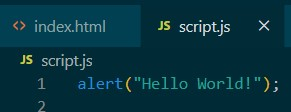 <> index.html JS script.js ×
JS script.js
1 alert("Hello World!");
2